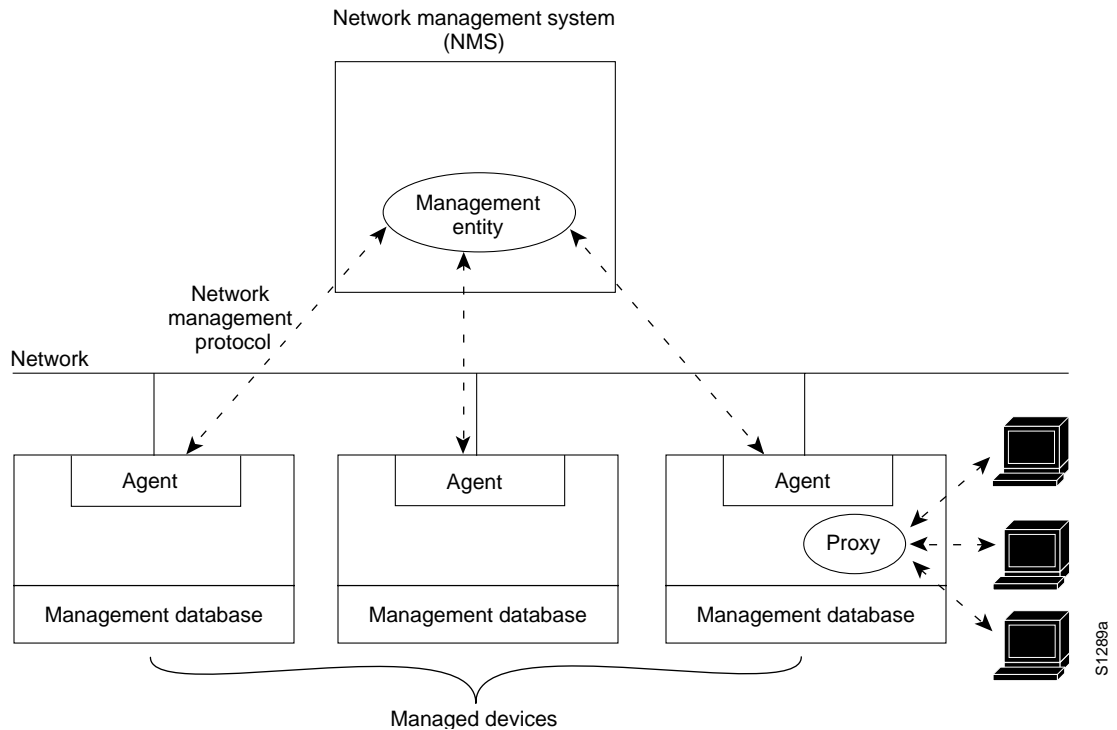 Network management system
(NMS)
Management
entity
Network
management
protocol
Network
Agent
Agent
Agent
Proxy
Management database
Management database
Management database
S1289a
Managed devices